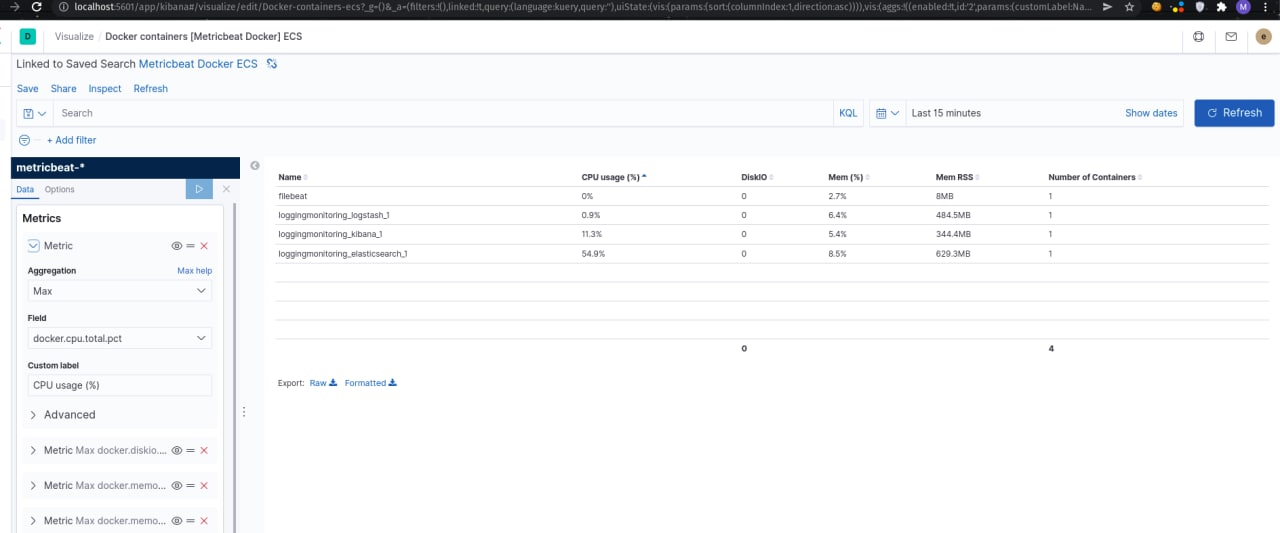 localhost:5601/app/kibana#/visualize/edit/Docker-containers-ecs?_g=()&_a=(filters:!(),linked:!t,query:(language:kuery,query:''),uiState:(vis:(params:(sort:(columnIndex:1,direction:asc)))),vis:(aggs:!((enabled:!t,id:'2',params:(customLabel:Na...
M
D
Visualize / Docker containers [Metricbeat Docker] ECS
e
Linked to Saved Search Metricbeat Docker ECS
Save Share Inspect Refresh
Search KQL Last 15 minutes Show dates Refresh
+ Add filter
metricbeat-*
Data Options
Metrics
Metric
Aggregation Max help
Max
Field
docker.cpu.total.pct
Custom label
CPU usage (%)
Advanced
Metric Max docker.diskio....
Metric Max docker.memo...
Metric Max docker.memo...
Name CPU usage (%) DiskIO Mem (%) Mem RSS Number of Containers
filebeat 0% 0 2.7% 8MB 1
loggingmonitoring_logstash_1 0.9% 0 6.4% 484.5MB 1
loggingmonitoring_kibana_1 11.3% 0 5.4% 344.4MB 1
loggingmonitoring_elasticsearch_1 54.9% 0 8.5% 629.3MB 1
0 4
Export: Raw Formatted